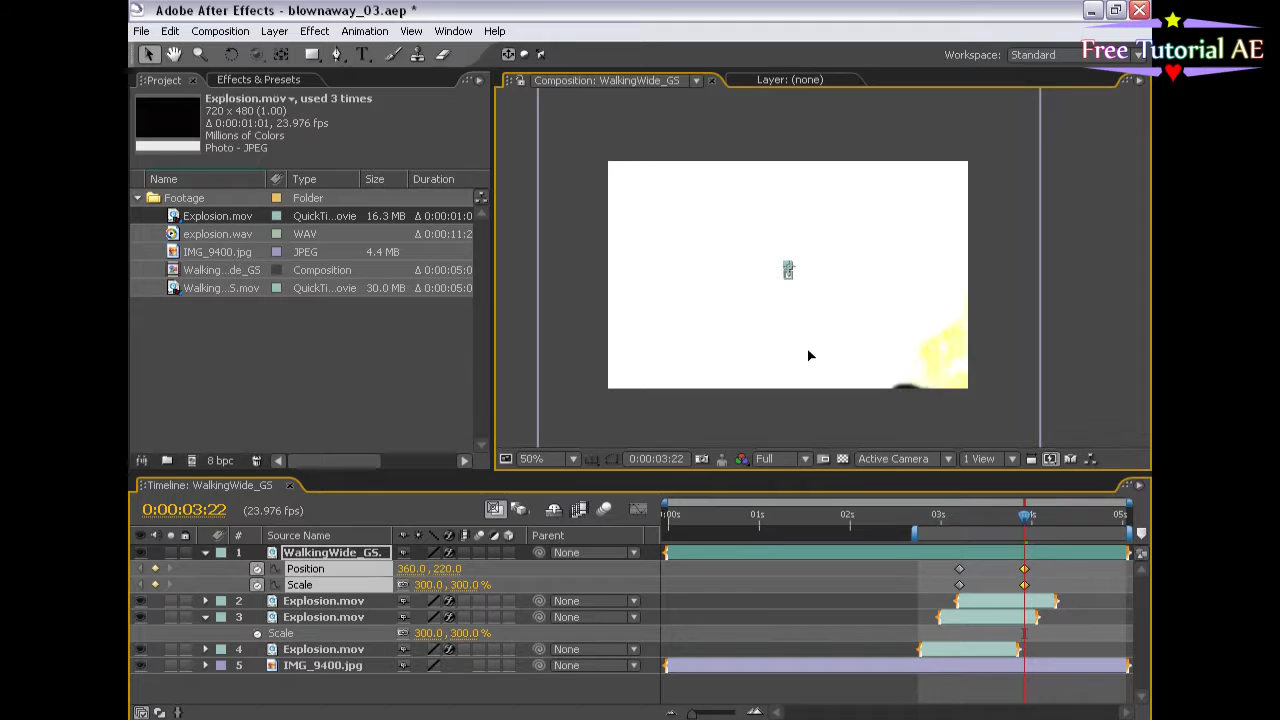 Adobe After Effects - blownaway_03.aep *
File Edit Composition Layer Effect Animation View Window Help
Workspace: Standard
Free Tutorial AE
Project Effects & Presets
Composition: WalkingWide_GS Layer: (none)
Explosion.mov, used 3 times
720 x 480 (1.00)
Δ 0:00:01:01, 23.976 fps
Millions of Colors
Photo - JPEG
Name Type Size Duration
Footage Folder
Explosion.mov QuickTi...ovie 16.3 MB Δ 0:00:01:0
explosion.wav WAV Δ 0:00:11:2
IMG_9400.jpg JPEG 4.4 MB
Walking...de_GS Composition Δ 0:00:05:0
Walking...S.mov QuickTi...ovie 30.0 MB Δ 0:00:05:0
8 bpc
50% 0:00:03:22 Full Active Camera 1 View
Timeline: WalkingWide_GS
0:00:03:22 (23.976 fps)
:00s 01s 02s 03s 04s 05s
# Source Name Parent
1 WalkingWide_GS. None
Position 360.0, 220.0
Scale 300.0, 300.0 %
2 Explosion.mov None
3 Explosion.mov None
Scale 300.0, 300.0 %
4 Explosion.mov None
5 IMG_9400.jpg None